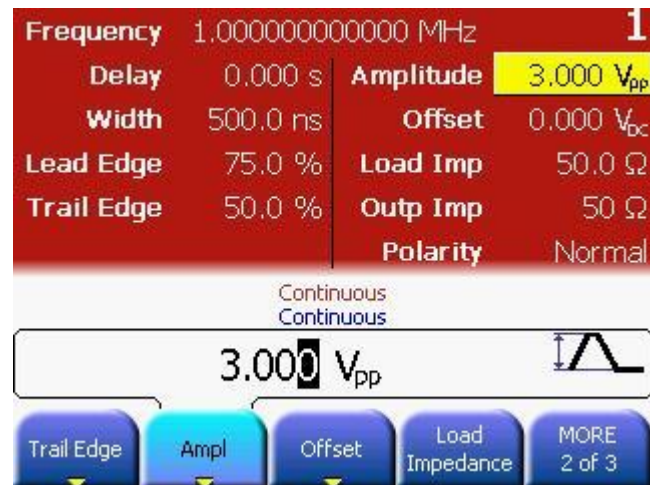 Frequency 1.000000000000 MHz 1
Delay 0.000 s Amplitude 3.000 Vpp
Width 500.0 ns Offset 0.000 VDC
Lead Edge 75.0 % Load Imp 50.0 Ω
Trail Edge 50.0 % Outp Imp 50 Ω
Polarity Normal
Continuous
Continuous
3.000 Vpp
Trail Edge Ampl Offset Load Impedance MORE 2 of 3